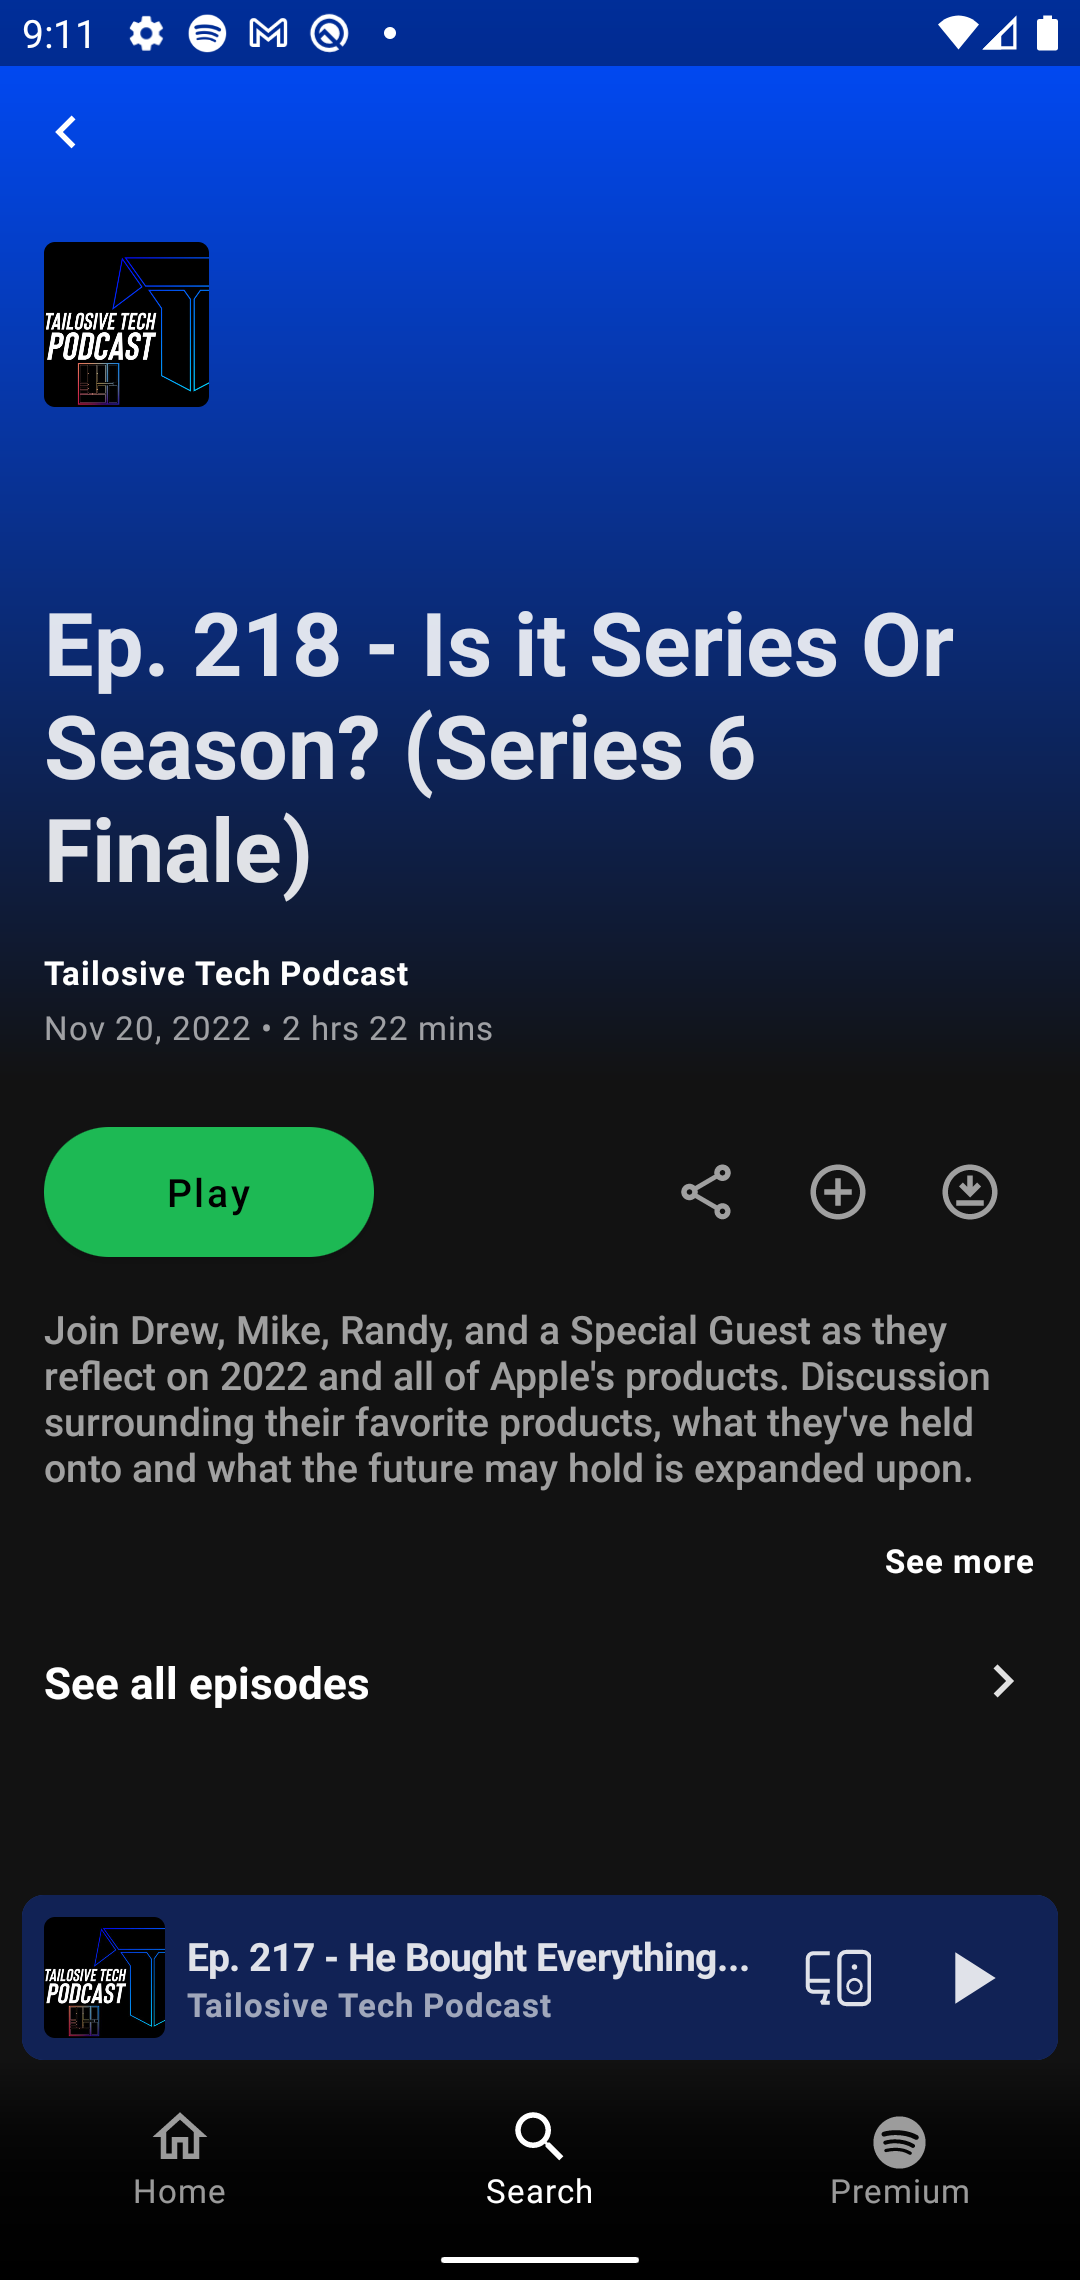 9:11
TAILOSIVE TECH
PODCAST
Ep. 218 - Is it Series Or
Season? (Series 6
Finale)
Tailosive Tech Podcast
Nov 20, 2022 • 2 hrs 22 mins
Play
Join Drew, Mike, Randy, and a Special Guest as they
reflect on 2022 and all of Apple's products. Discussion
surrounding their favorite products, what they've held
onto and what the future may hold is expanded upon.
See more
See all episodes
TAILOSIVE TECH
PODCAST
Ep. 217 - He Bought Everything...
Tailosive Tech Podcast
Home
Search
Premium